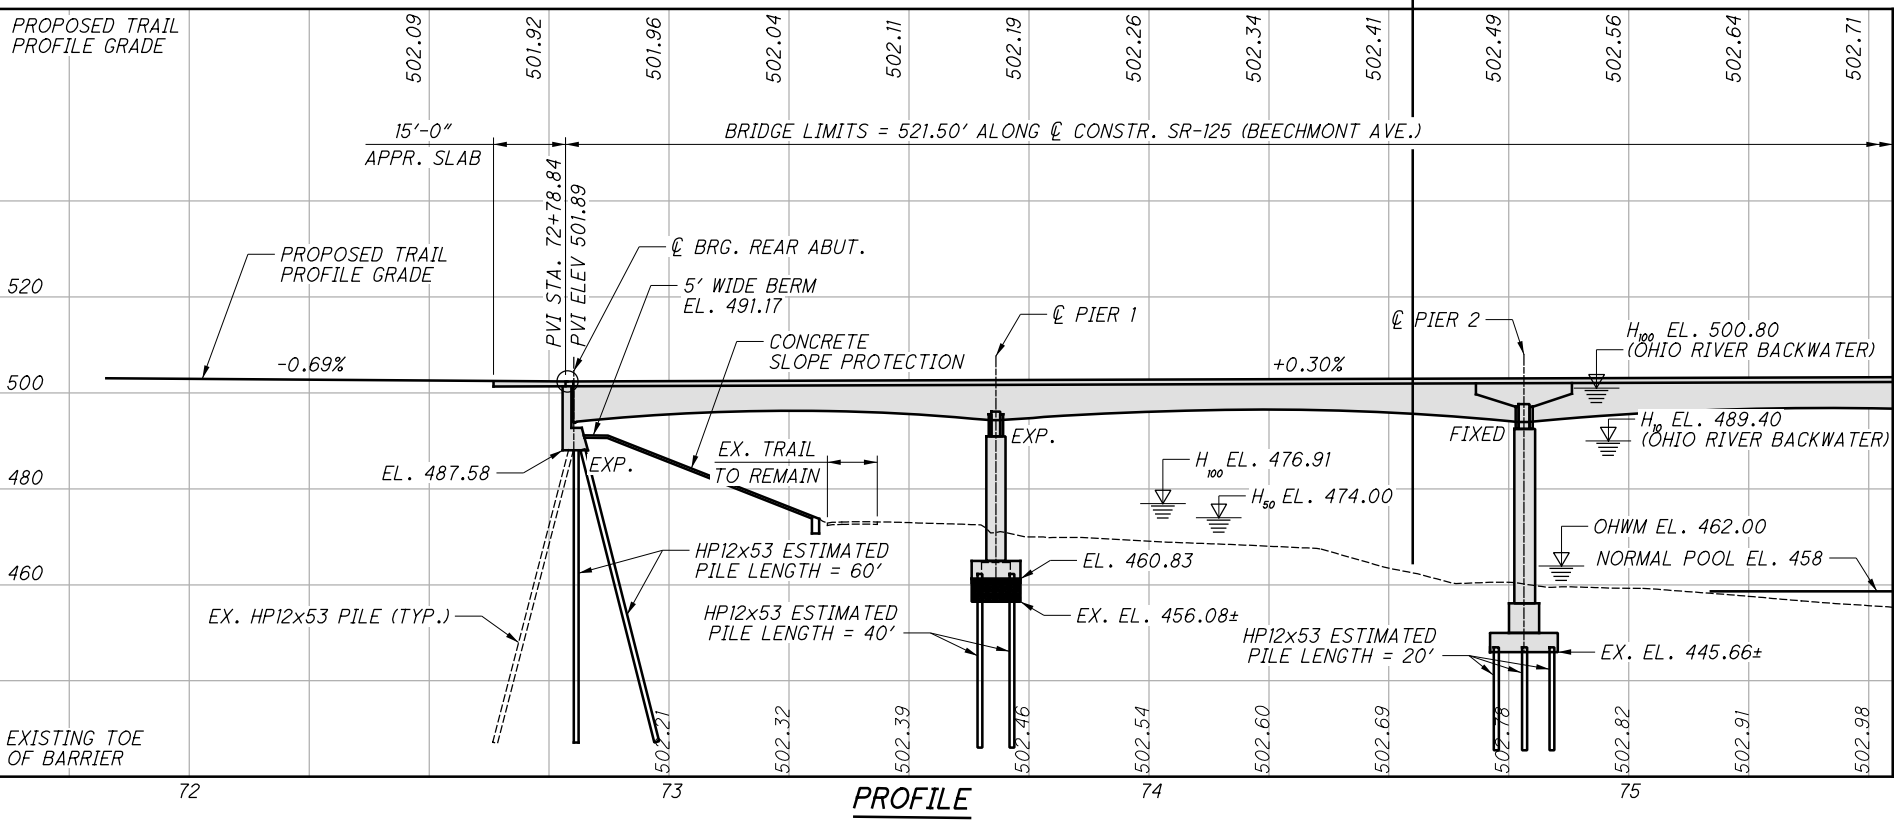 PROPOSED TRAIL
PROFILE GRADE
502.09
501.92
501.96
502.04
502.11
502.19
502.26
502.34
502.41
502.49
502.56
502.64
502.71
15'-0"
APPR. SLAB
BRIDGE LIMITS = 521.50' ALONG ℄ CONSTR. SR-125 (BEECHMONT AVE.)
PVI STA. 72+78.84
PVI ELEV 501.89
PROPOSED TRAIL
PROFILE GRADE
℄ BRG. REAR ABUT.
5' WIDE BERM
EL. 491.17
520
℄ PIER 1
℄ PIER 2
H100 EL. 500.80
(OHIO RIVER BACKWATER)
CONCRETE
SLOPE PROTECTION
-0.69%
+0.30%
500
H10 EL. 489.40
(OHIO RIVER BACKWATER)
EXP.
FIXED
EX. TRAIL
TO REMAIN
EL. 487.58
EXP.
H100 EL. 476.91
480
H50 EL. 474.00
OHWM EL. 462.00
HP12x53 ESTIMATED
PILE LENGTH = 60'
EL. 460.83
NORMAL POOL EL. 458
460
EX. HP12x53 PILE (TYP.)
HP12x53 ESTIMATED
PILE LENGTH = 40'
EX. EL. 456.08±
HP12x53 ESTIMATED
PILE LENGTH = 20'
EX. EL. 445.66±
EXISTING TOE
OF BARRIER
502.21
502.32
502.39
502.46
502.54
502.60
502.69
502.78
502.82
502.91
502.98
72
73
74
75
PROFILE